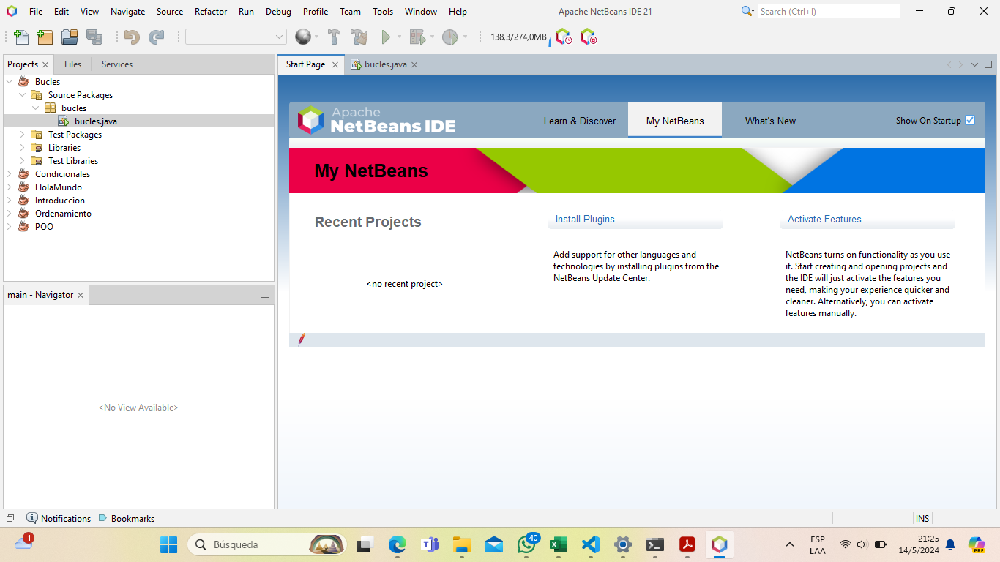 File Edit View Navigate Source Refactor Run Debug Profile Team Tools Window Help
Apache NetBeans IDE 21
Search (Ctrl+I)
138,3/274,0MB
Projects Files Services
Bucles
Source Packages
bucles
bucles.java
Test Packages
Libraries
Test Libraries
Condicionales
HolaMundo
Introduccion
Ordenamiento
POO
main - Navigator
<No View Available>
Start Page bucles.java
Apache
NetBeans IDE
Learn & Discover My NetBeans What's New Show On Startup
My NetBeans
Recent Projects
<no recent project>
Install Plugins
Add support for other languages and
technologies by installing plugins from the
NetBeans Update Center.
Activate Features
NetBeans turns on functionality as you use
it. Start creating and opening projects and
the IDE will just activate the features you
need, making your experience quicker and
cleaner. Alternatively, you can activate
features manually.
Notifications Bookmarks
INS
1
Búsqueda
40
ESP
LAA
21:25
14/5/2024
PRE